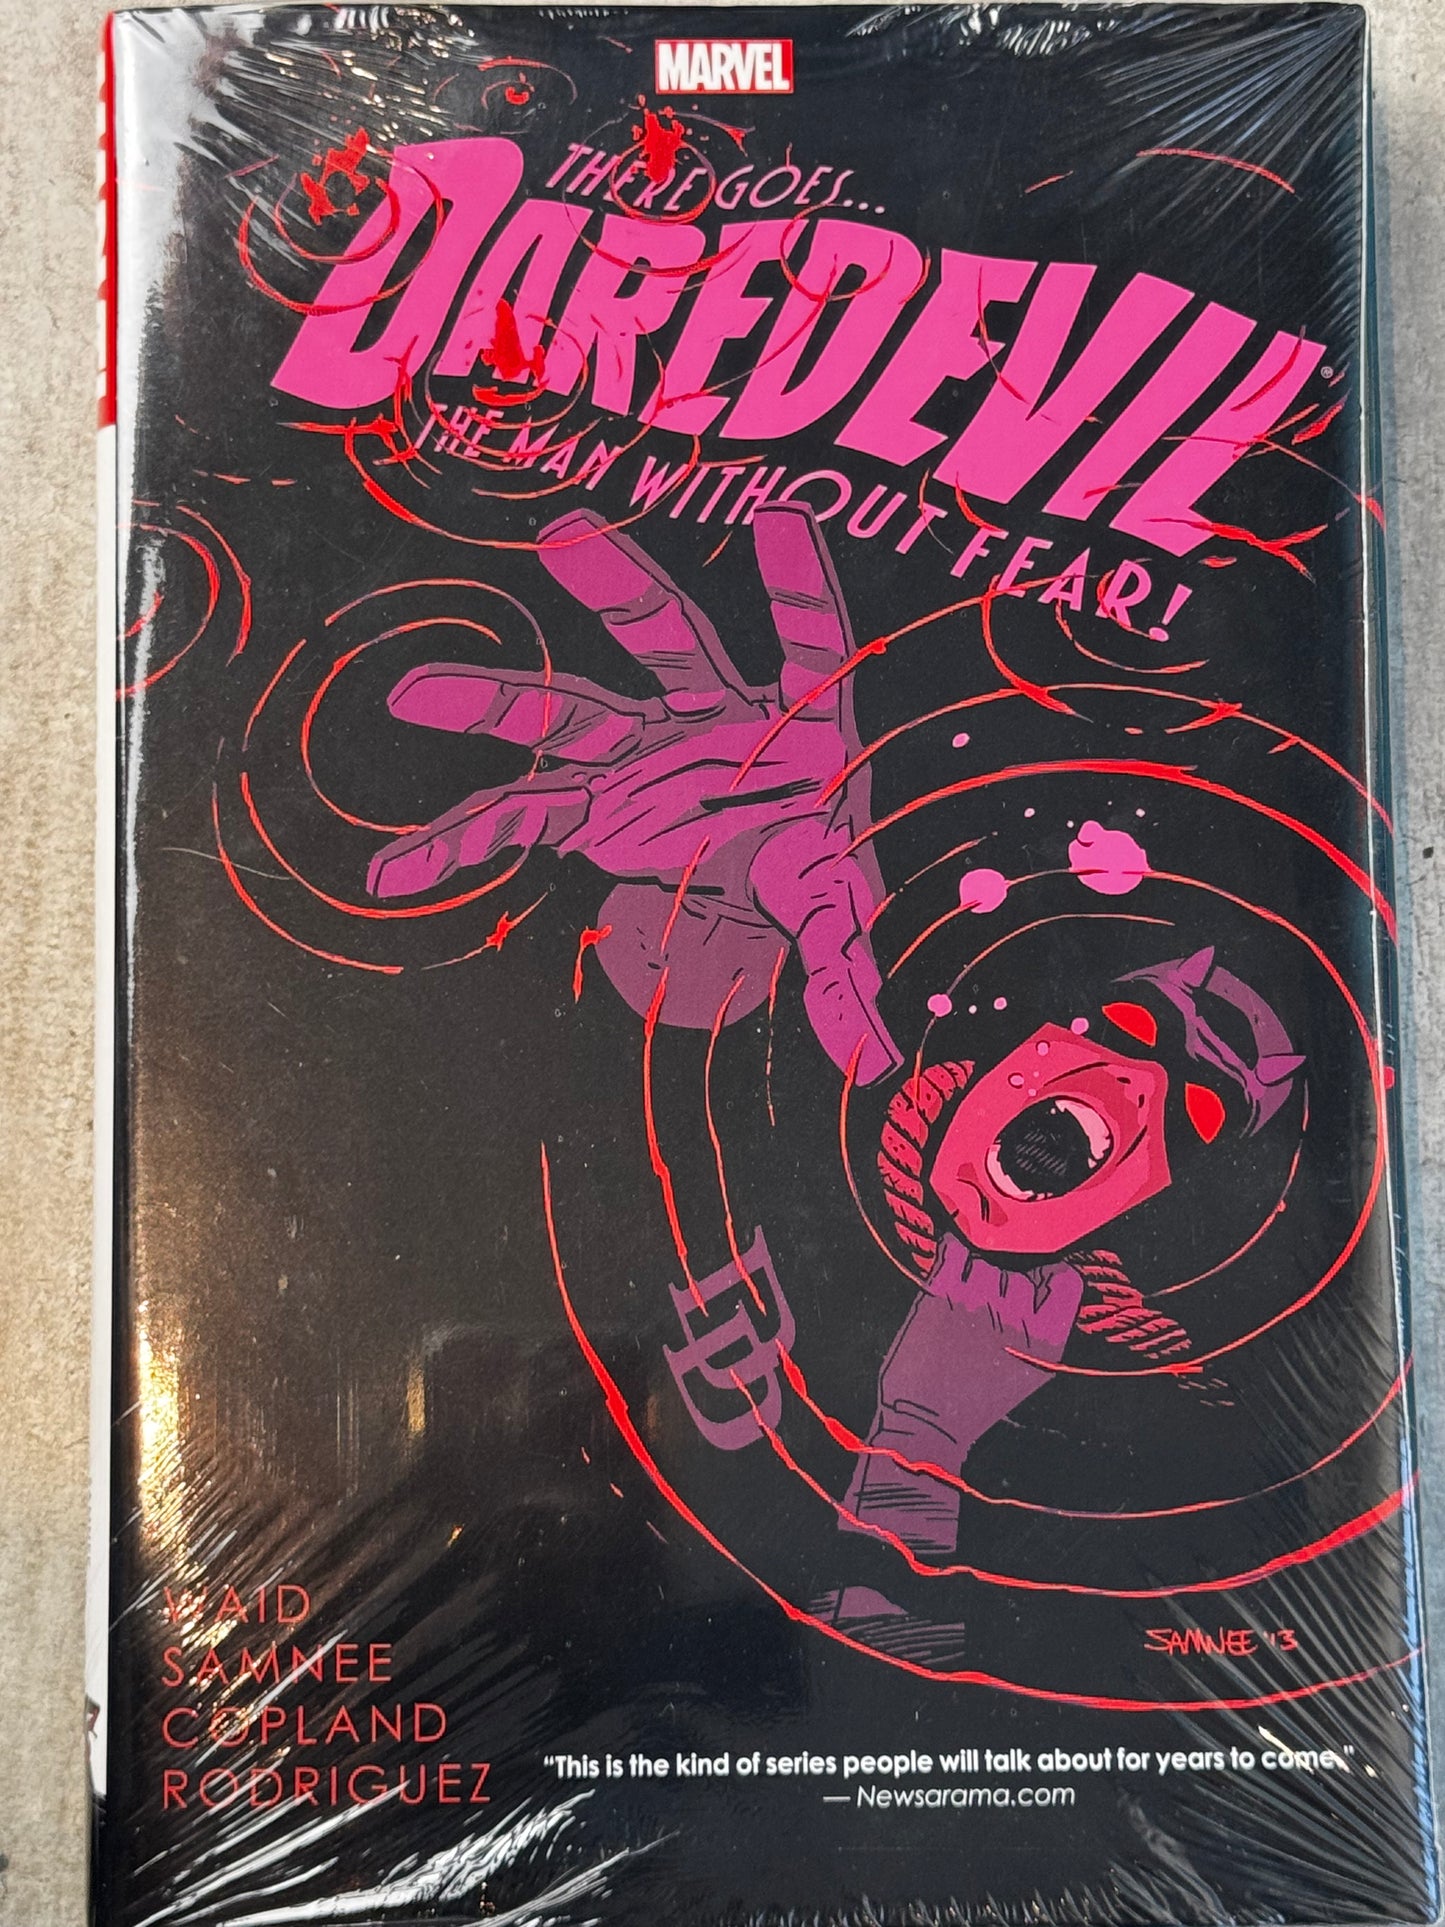 MARVEL
THERE GOES...
DAREDEVIL®
THE MAN WITHOUT FEAR!
DD
SAMNEE '13
WAID
SAMNEE
COPLAND
RODRIGUEZ
“This is the kind of series people will talk about for years to come.”
— Newsarama.com